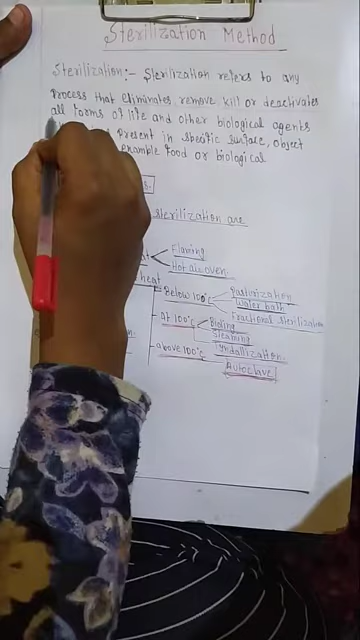 Sterilization Method
Sterilization:- Sterilization refers to any
Process that eliminates, remove kill or deactivates
all forms of life and other biological agents
Present in specific surface, object
Food or biological
s.
sterilization are
Flaming
Hot air oven.
heat
Below 100°c
Pasturization
Water bath
Fractional sterilization
At 100°c
Boiling
Steaming
Tyndallization.
above 100°c
Autoclave